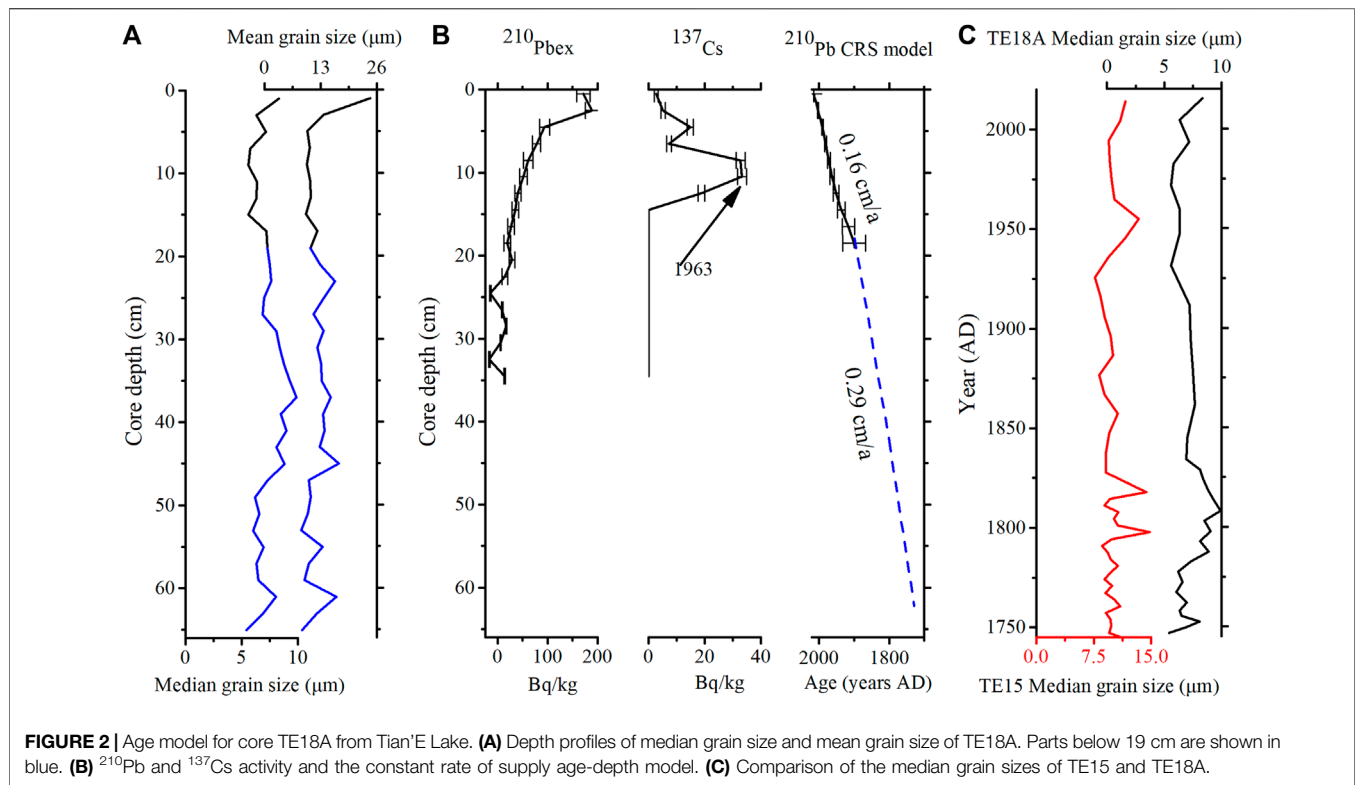 A
Mean grain size (μm)
0 13 26
Core depth (cm)
0
10
20
30
40
50
60
0 5 10
Median grain size (μm)
B
210Pbex 137Cs 210Pb CRS model
Core depth (cm)
0
10
20
30
40
50
60
1963
0.16 cm/a
0.29 cm/a
0 100 200
Bq/kg
0 20 40
Bq/kg
2000 1800
Age (years AD)
C
TE18A Median grain size (μm)
0 5 10
Year (AD)
2000
1950
1900
1850
1800
1750
0.0 7.5 15.0
TE15 Median grain size (μm)
FIGURE 2 | Age model for core TE18A from Tian’E Lake. (A) Depth profiles of median grain size and mean grain size of TE18A. Parts below 19 cm are shown in
blue. (B) 210Pb and 137Cs activity and the constant rate of supply age-depth model. (C) Comparison of the median grain sizes of TE15 and TE18A.